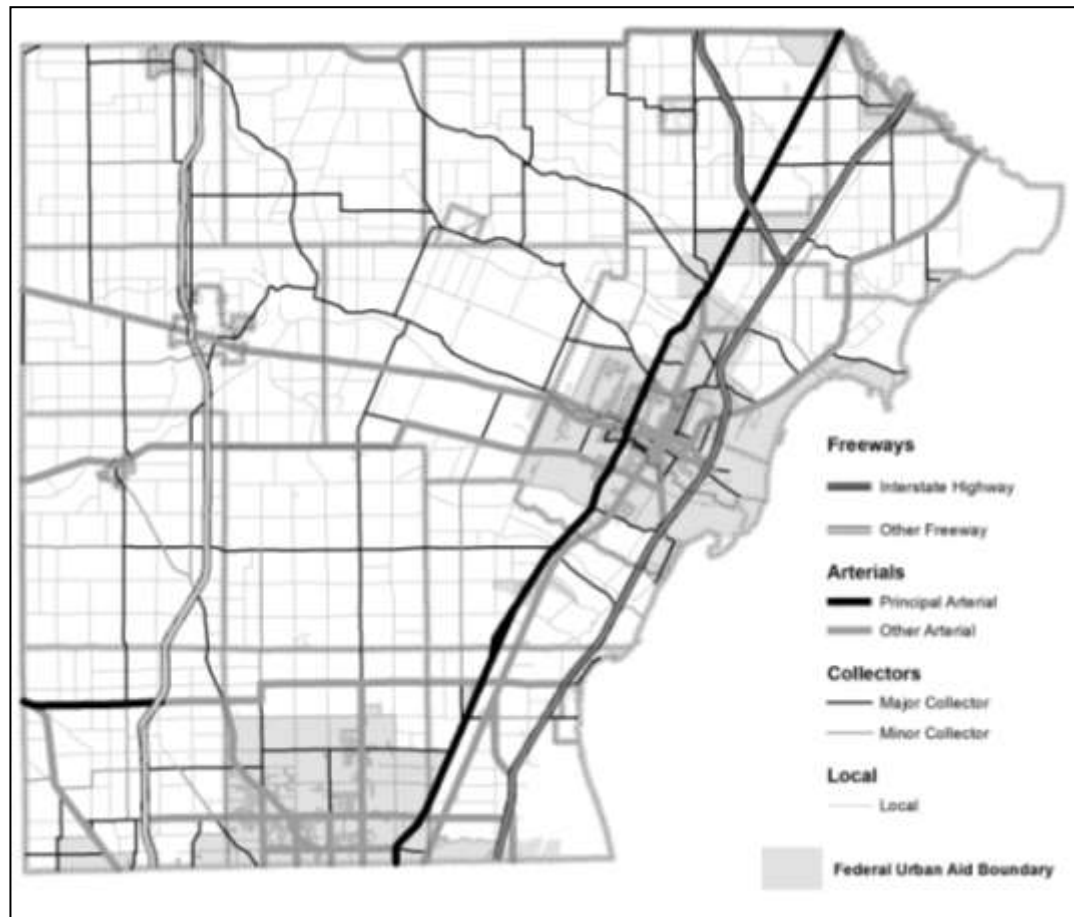 Freeways
Interstate Highway
Other Freeway
Arterials
Principal Arterial
Other Arterial
Collectors
Major Collector
Minor Collector
Local
Local
Federal Urban Aid Boundary